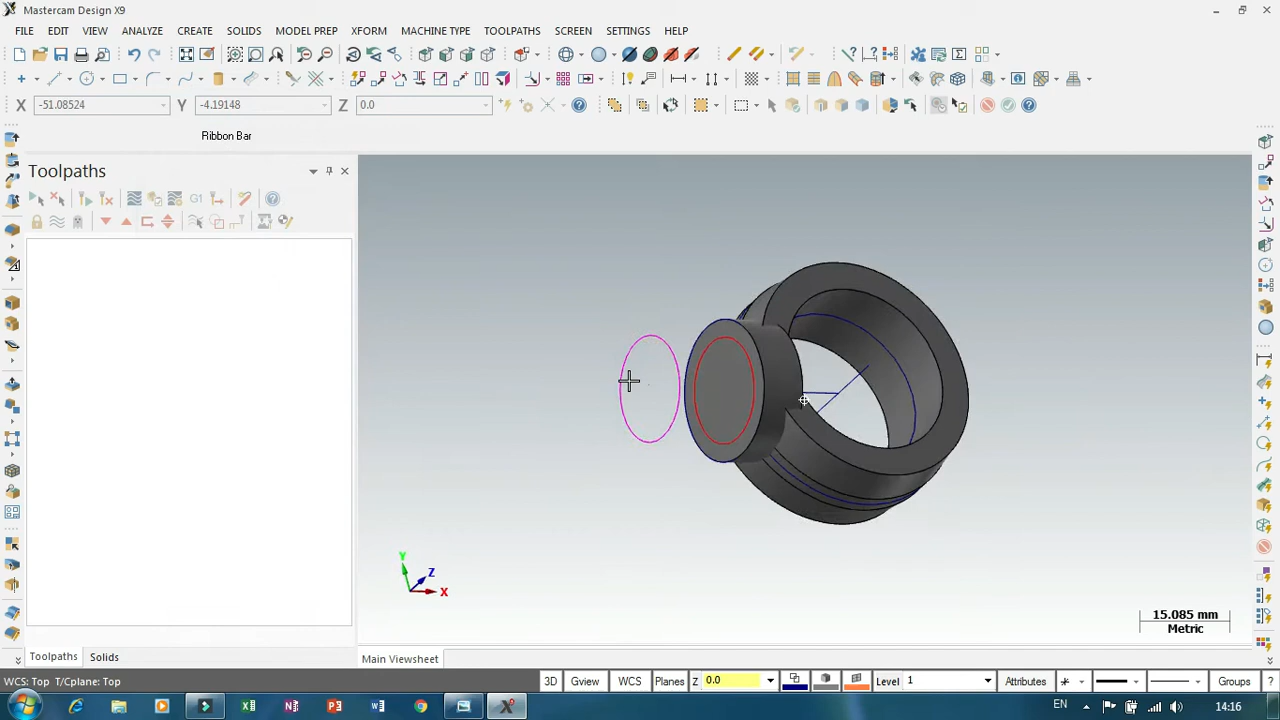 Mastercam Design X9
FILE EDIT VIEW ANALYZE CREATE SOLIDS MODEL PREP XFORM MACHINE TYPE TOOLPATHS SCREEN SETTINGS HELP
X -51.08524 Y -4.19148 Z 0.0
Ribbon Bar
Toolpaths
G1
Y
Z
X
15.085 mm
Metric
Toolpaths Solids
Main Viewsheet
WCS: Top T/Cplane: Top
3D Gview WCS Planes Z 0.0 Level 1 Attributes Groups ?
EN 14:16